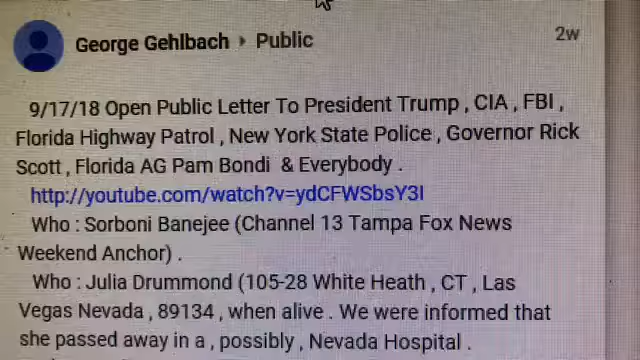 George Gehlbach ▸ Public
2w
9/17/18 Open Public Letter To President Trump , CIA , FBI ,
Florida Highway Patrol , New York State Police , Governor Rick
Scott , Florida AG Pam Bondi & Everybody .
http://youtube.com/watch?v=ydCFWSbsY3I
Who : Sorboni Banejee (Channel 13 Tampa Fox News
Weekend Anchor) .
Who : Julia Drummond (105-28 White Heath , CT , Las
Vegas Nevada , 89134 , when alive . We were informed that
she passed away in a , possibly , Nevada Hospital .